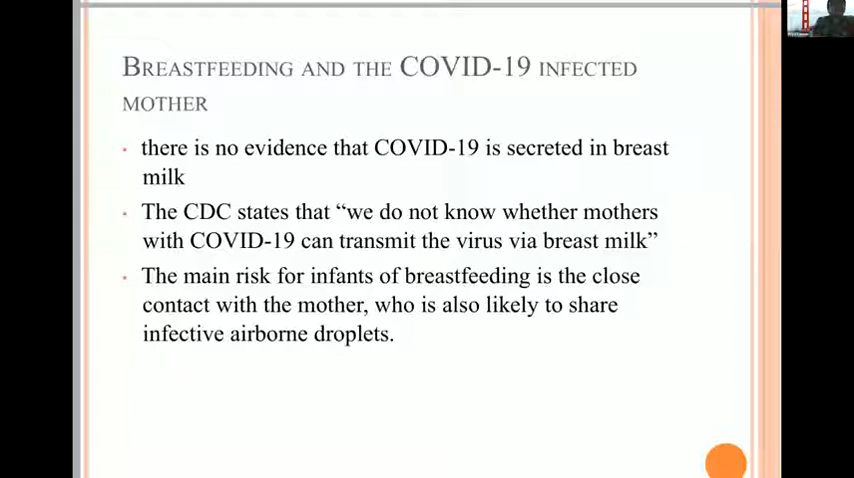 BREASTFEEDING AND THE COVID-19 INFECTED
MOTHER
there is no evidence that COVID-19 is secreted in breast
milk
The CDC states that “we do not know whether mothers
with COVID-19 can transmit the virus via breast milk”
The main risk for infants of breastfeeding is the close
contact with the mother, who is also likely to share
infective airborne droplets.